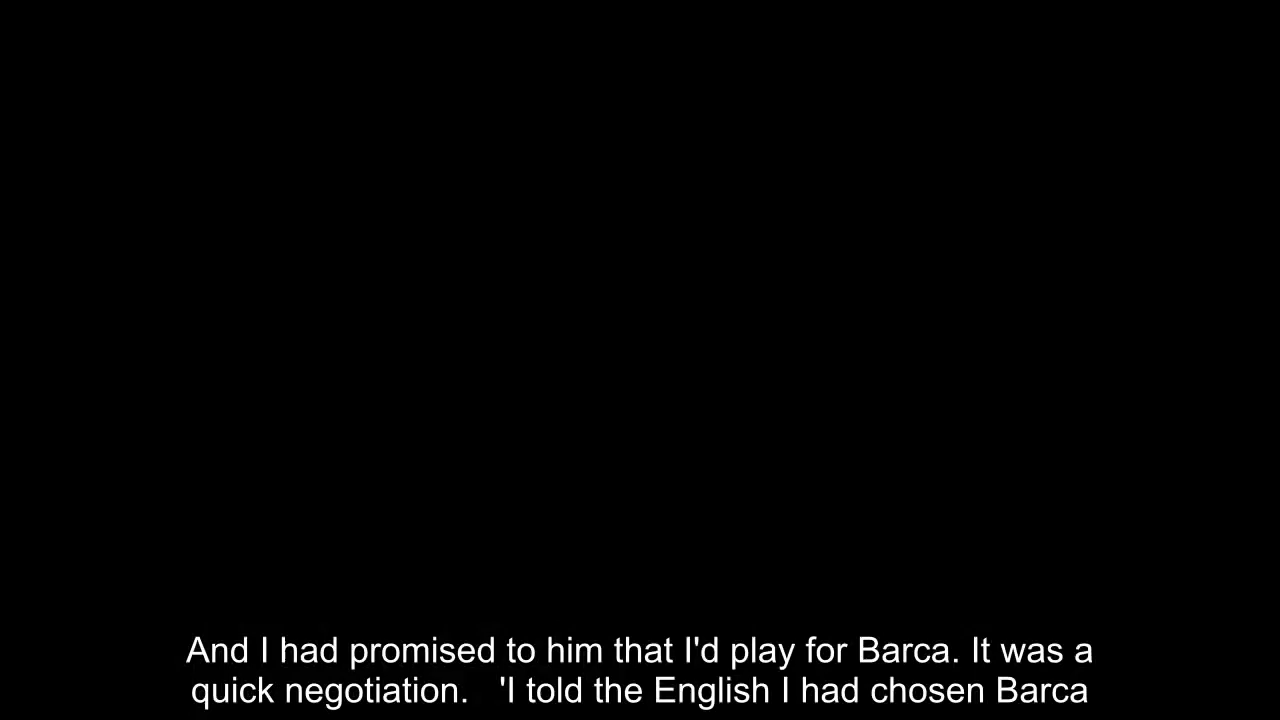 And I had promised to him that I'd play for Barca. It was a
quick negotiation.   'I told the English I had chosen Barca